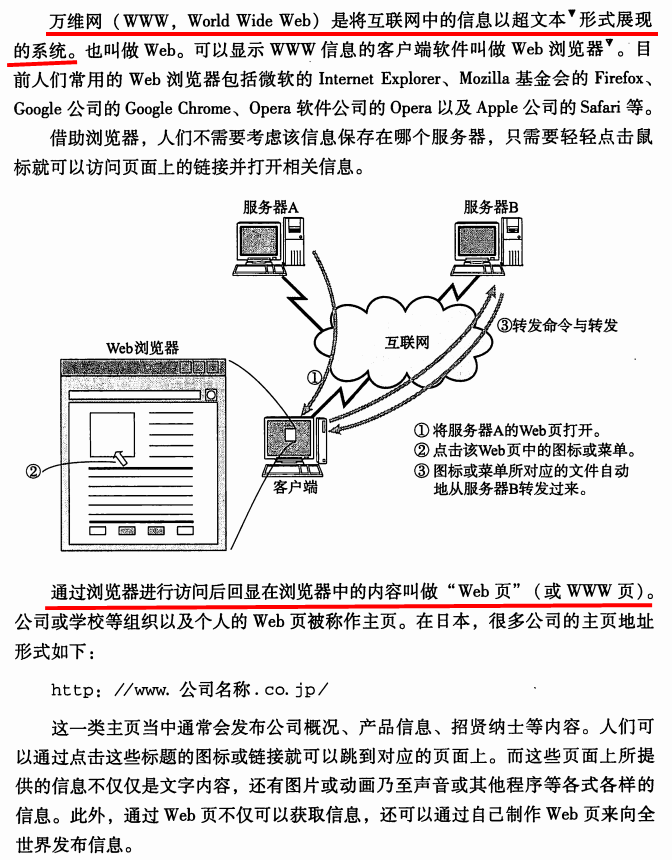 万维网（WWW，World Wide Web）是将互联网中的信息以超文本▼形式展现
的系统。也叫做 Web。可以显示 WWW 信息的客户端软件叫做 Web 浏览器▼。目
前人们常用的 Web 浏览器包括微软的 Internet Explorer、Mozilla 基金会的 Firefox、
Google 公司的 Google Chrome、Opera 软件公司的 Opera 以及 Apple 公司的 Safari 等。
借助浏览器，人们不需要考虑该信息保存在哪个服务器，只需要轻轻点击鼠
标就可以访问页面上的链接并打开相关信息。
服务器A
服务器B
③转发命令与转发
互联网
Web浏览器
①
②
客户端
① 将服务器A的Web页打开。
② 点击该Web页中的图标或菜单。
③ 图标或菜单所对应的文件自动
地从服务器B转发过来。
通过浏览器进行访问后回显在浏览器中的内容叫做“Web 页”（或 WWW 页）。
公司或学校等组织以及个人的 Web 页被称作主页。在日本，很多公司的主页地址
形式如下：
http: //www. 公司名称.co.jp/
这一类主页当中通常会发布公司概况、产品信息、招贤纳士等内容。人们可
以通过点击这些标题的图标或链接就可以跳到对应的页面上。而这些页面上所提
供的信息不仅仅是文字内容，还有图片或动画乃至声音或其他程序等各式各样的
信息。此外，通过 Web 页不仅可以获取信息，还可以通过自己制作 Web 页来向全
世界发布信息。